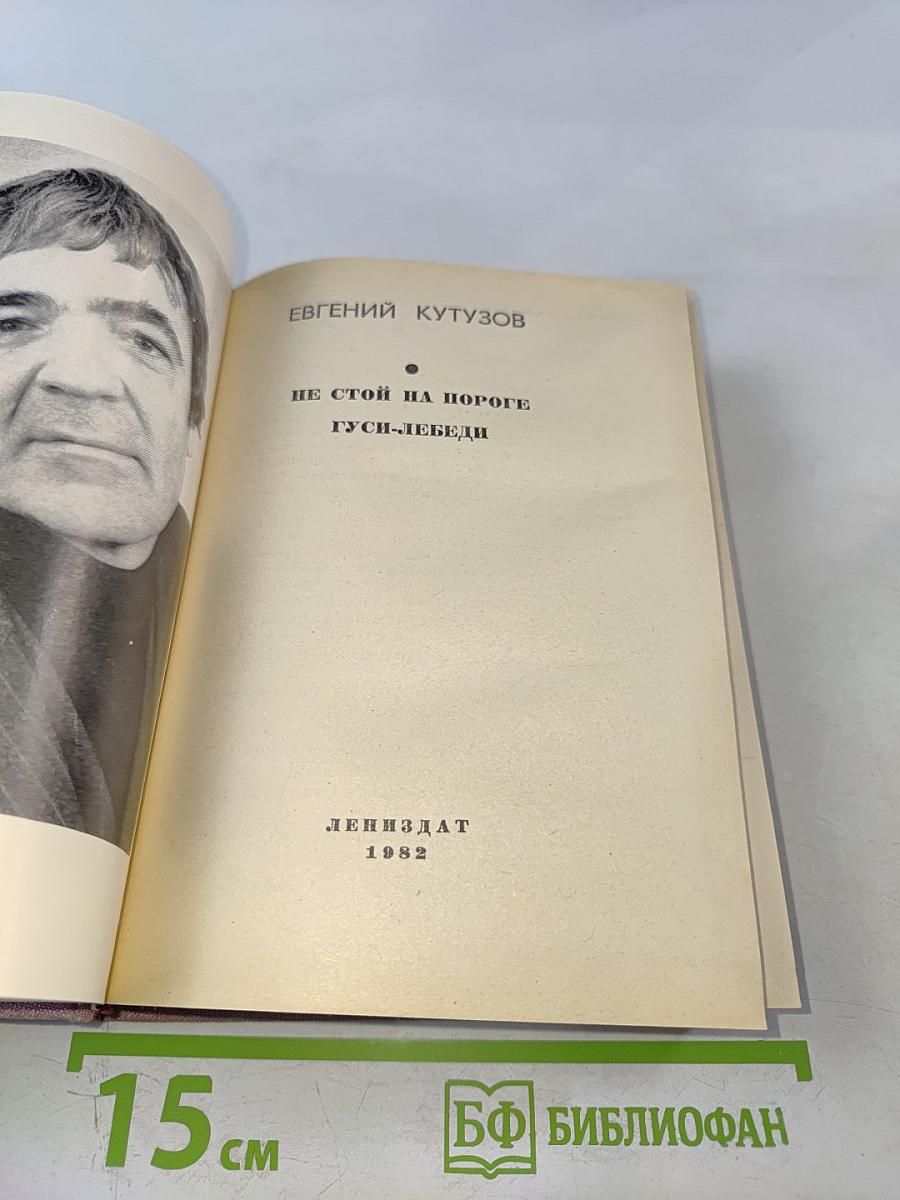 ЕВГЕНИЙ КУТУЗОВ
НЕ СТОЙ НА ПОРОГЕ
ГУСИ-ЛЕБЕДИ
ЛЕНИЗДАТ
1982
15 см
БФ БИБЛИОФАН